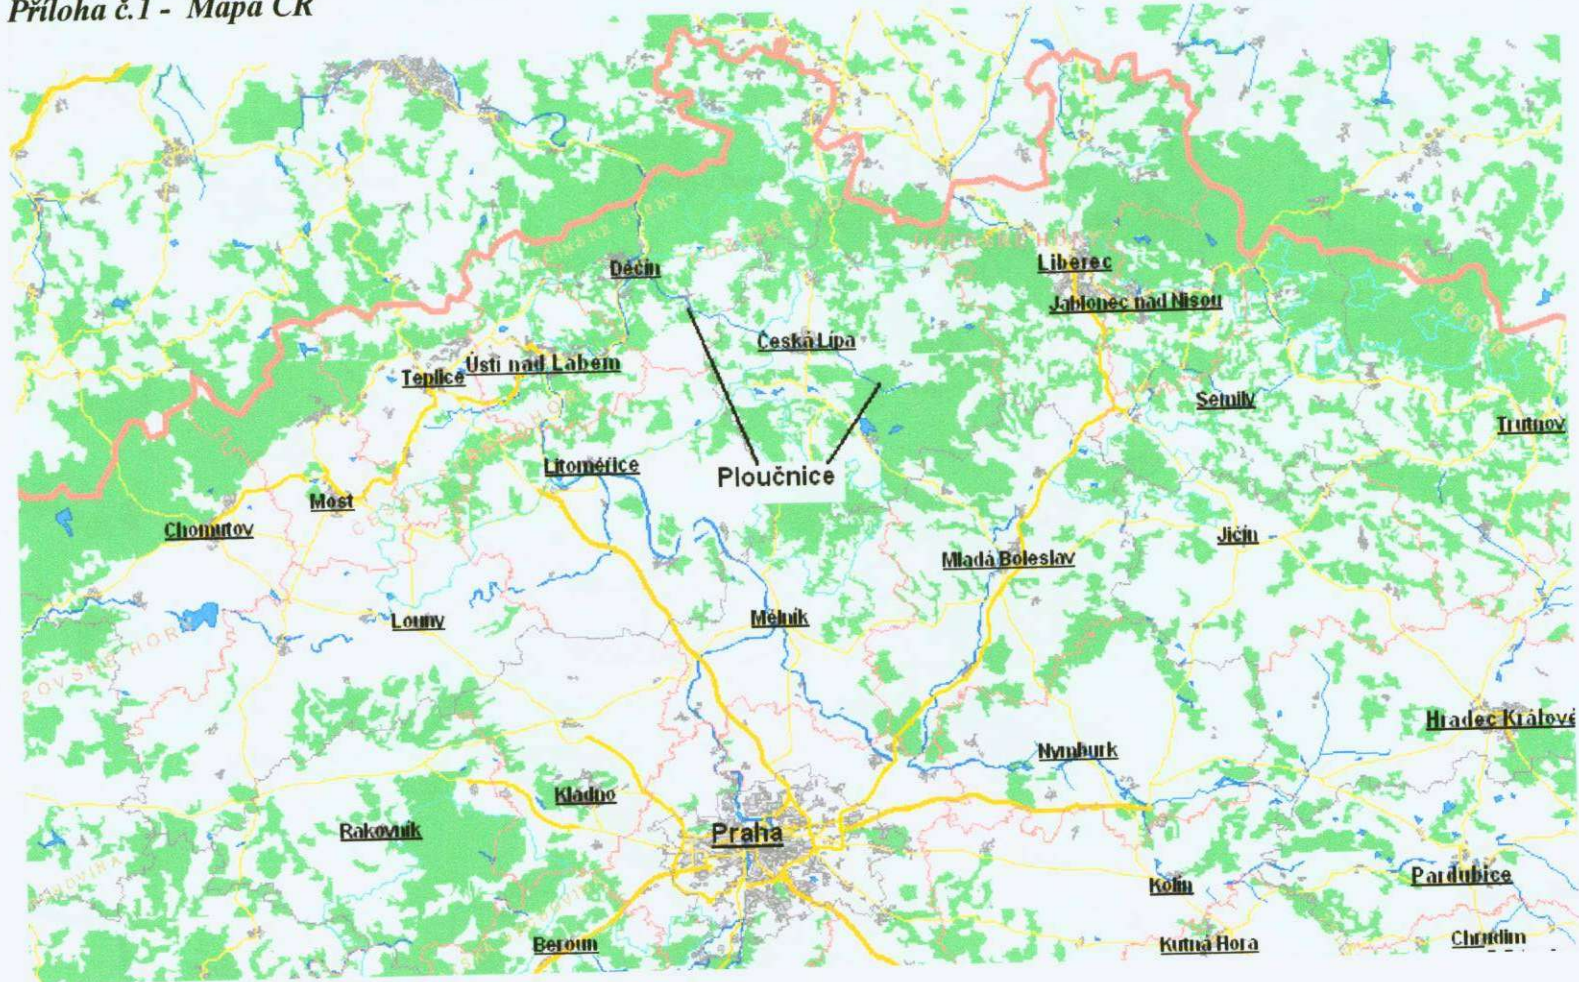 Příloha č.1 - Mapa ČR
JIZERSKÉ HORY
Děčín
Liberec
Jablonec nad Nisou
Česká Lípa
Ústí nad Labem
Teplice
Semily
Trutnov
Litoměřice
Ploučnice
Most
Chomutov
Jičín
Mladá Boleslav
Louny
Mělník
Hradec Králové
Nymburk
Kladno
Rakovník
Praha
Kolín
Pardubice
Beroun
Kutná Hora
Chrudim